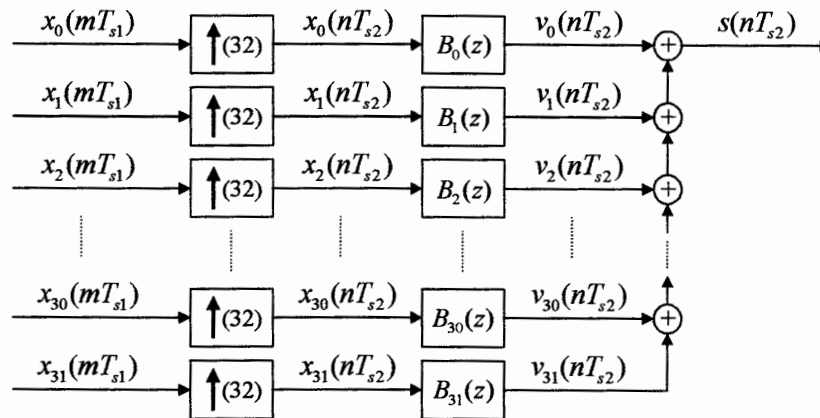 x₀(mTₛ₁) ↑(32) x₀(nTₛ₂) B₀(z) v₀(nTₛ₂) + s(nTₛ₂)
x₁(mTₛ₁) ↑(32) x₁(nTₛ₂) B₁(z) v₁(nTₛ₂) +
x₂(mTₛ₁) ↑(32) x₂(nTₛ₂) B₂(z) v₂(nTₛ₂) +
x₃₀(mTₛ₁) ↑(32) x₃₀(nTₛ₂) B₃₀(z) v₃₀(nTₛ₂) +
x₃₁(mTₛ₁) ↑(32) x₃₁(nTₛ₂) B₃₁(z) v₃₁(nTₛ₂)